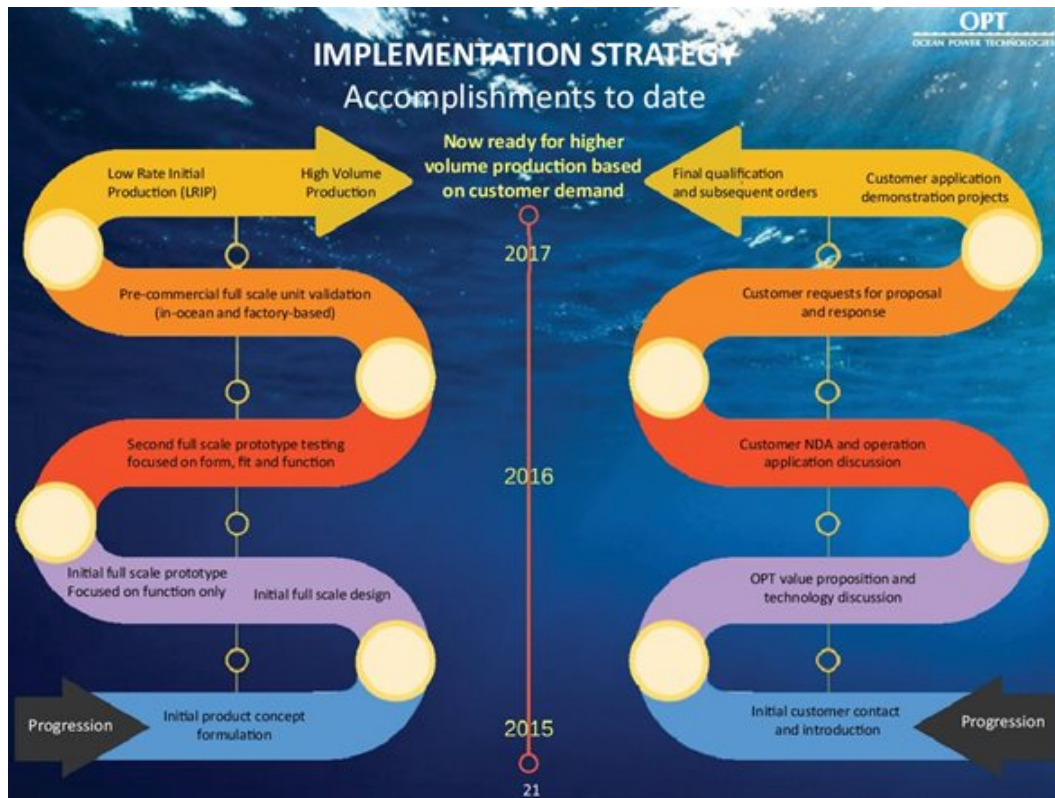 OPT
OCEAN POWER TECHNOLOGIES
IMPLEMENTATION STRATEGY
Accomplishments to date
Now ready for higher
volume production based
on customer demand
Low Rate Initial
Production (LRIP)
High Volume
Production
Final qualification
and subsequent orders
Customer application
demonstration projects
2017
Pre-commercial full scale unit validation
(in-ocean and factory-based)
Customer requests for proposal
and response
Second full scale prototype testing
focused on form, fit and function
Customer NDA and operation
application discussion
2016
Initial full scale prototype
Focused on function only
Initial full scale design
OPT value proposition and
technology discussion
Progression
Initial product concept
formulation
2015
Initial customer contact
and introduction
Progression
21